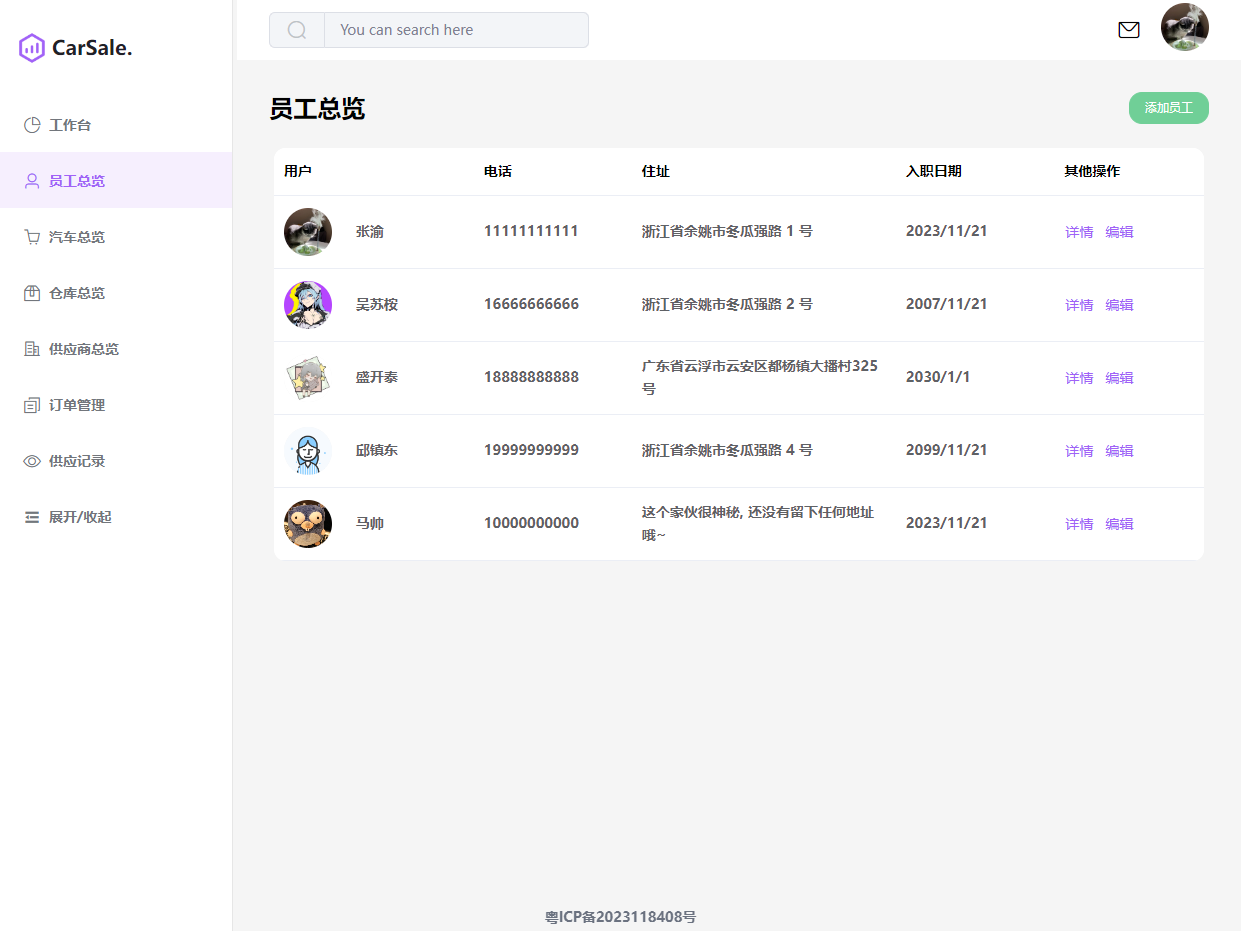 CarSale.
You can search here
工作台
员工总览
汽车总览
仓库总览
供应商总览
订单管理
供应记录
展开/收起
员工总览
添加员工
用户 电话 住址 入职日期 其他操作
张渝 11111111111 浙江省余姚市冬瓜强路 1 号 2023/11/21 详情 编辑
吴苏桉 16666666666 浙江省余姚市冬瓜强路 2 号 2007/11/21 详情 编辑
盛开泰 18888888888 广东省云浮市云安区都杨镇大播村325
号 2030/1/1 详情 编辑
邱镇东 19999999999 浙江省余姚市冬瓜强路 4 号 2099/11/21 详情 编辑
马帅 10000000000 这个家伙很神秘, 还没有留下任何地址
哦~ 2023/11/21 详情 编辑
粤ICP备2023118408号